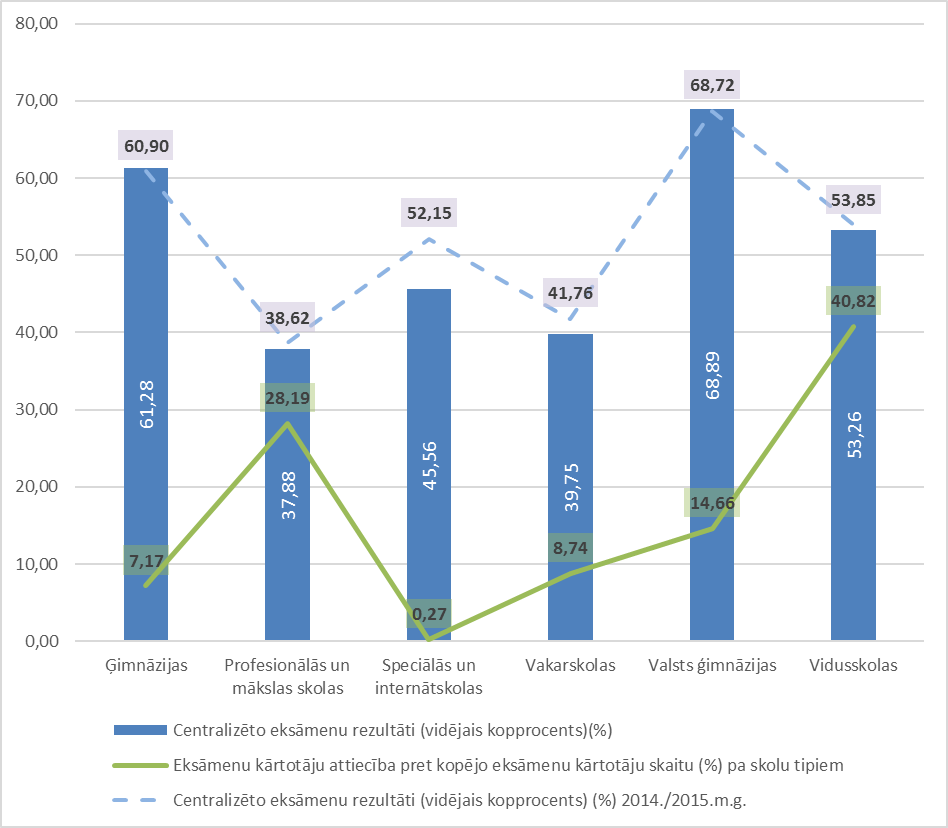 80,00
70,00
60,00
50,00
40,00
30,00
20,00
10,00
0,00
60,90
38,62
52,15
41,76
68,72
53,85
61,28
37,88
45,56
39,75
68,89
53,26
7,17
28,19
0,27
8,74
14,66
40,82
Ģimnāzijas
Profesionālās un
mākslas skolas
Speciālās un
internātskolas
Vakarskolas
Valsts ģimnāzijas
Vidusskolas
Centralizēto eksāmenu rezultāti (vidējais kopprocents)(%)
Eksāmenu kārtotāju attiecība pret kopējo eksāmenu kārtotāju skaitu (%) pa skolu tipiem
Centralizēto eksāmenu rezultāti (vidējais kopprocents) (%) 2014./2015.m.g.